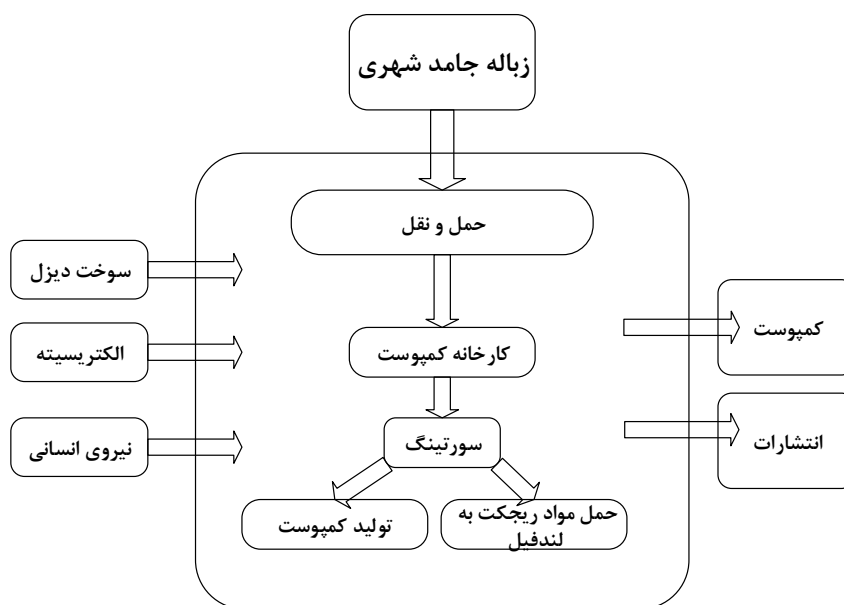 زباله جامد شهری
حمل و نقل
سوخت دیزل
کمپوست
الکتریسیته
کارخانه کمپوست
نیروی انسانی
سورتینگ
انتشارات
تولید کمپوست
حمل مواد ریجکت به
لندفیل